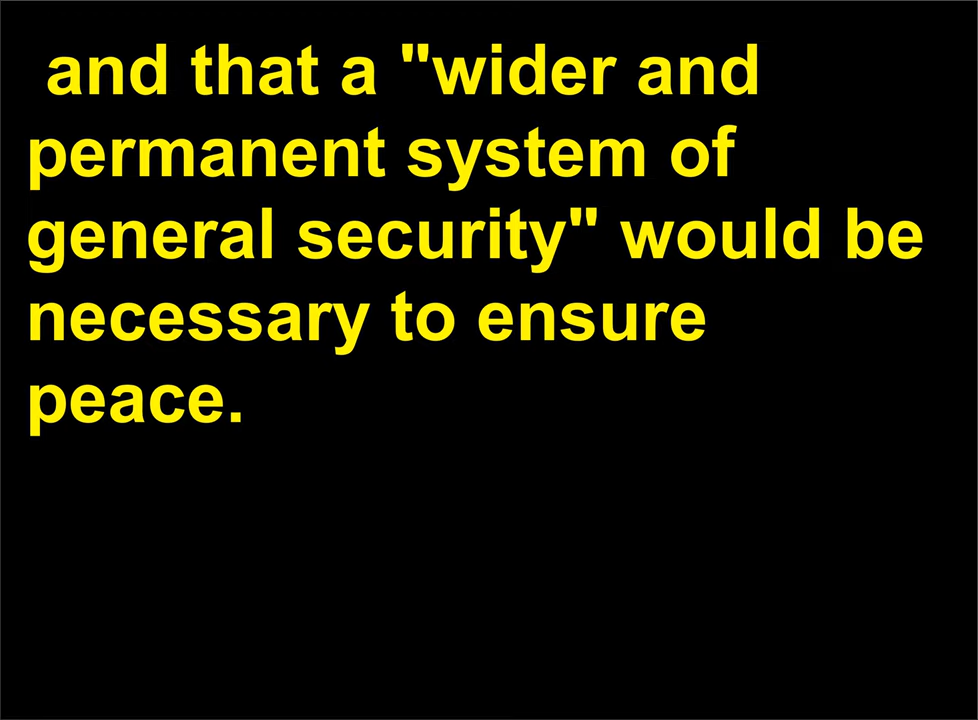 and that a "wider and
permanent system of
general security" would be
necessary to ensure
peace.